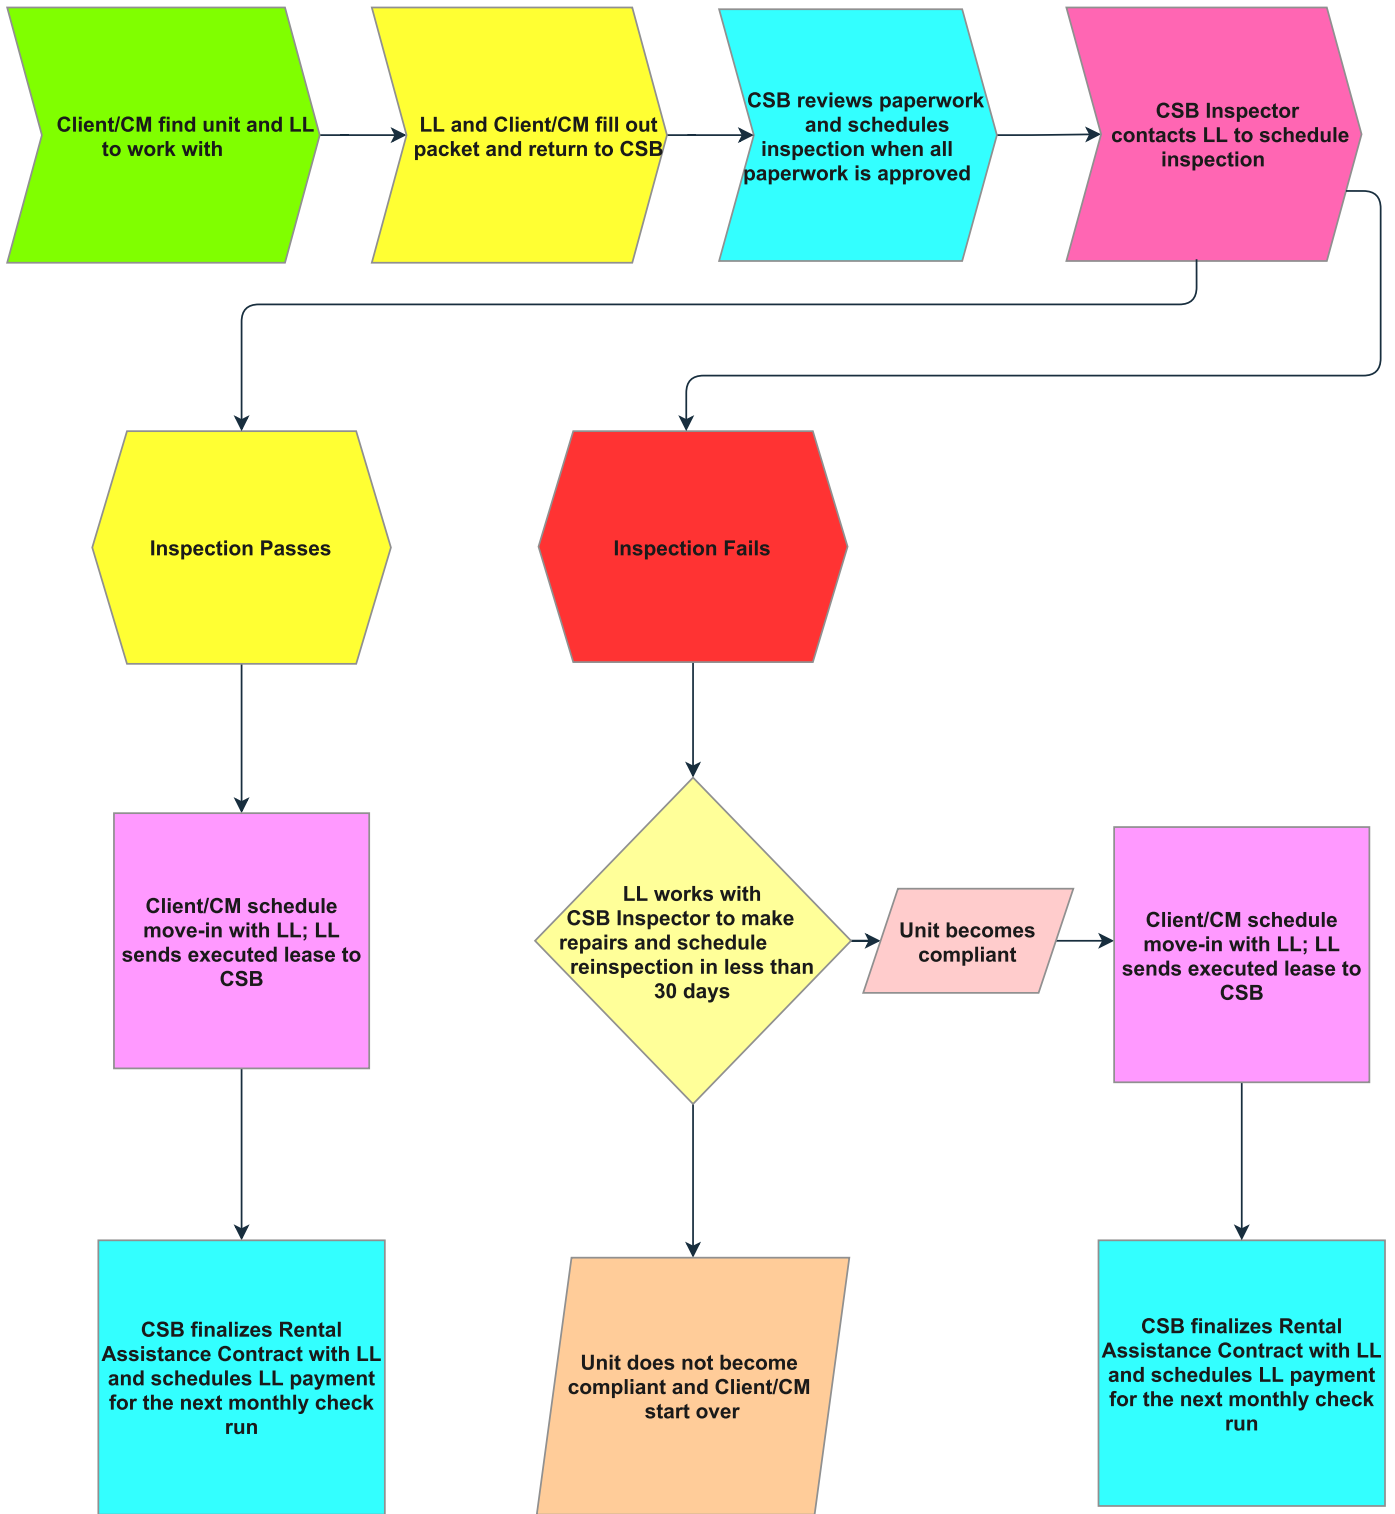 Client/CM find unit and LL
to work with
LL and Client/CM fill out
packet and return to CSB
CSB reviews paperwork
and schedules
inspection when all
paperwork is approved
CSB Inspector
contacts LL to schedule
inspection
Inspection Passes
Inspection Fails
Client/CM schedule
move-in with LL; LL
sends executed lease to
CSB
LL works with
CSB Inspector to make
repairs and schedule
reinspection in less than
30 days
Unit becomes
compliant
Client/CM schedule
move-in with LL; LL
sends executed lease to
CSB
CSB finalizes Rental
Assistance Contract with LL
and schedules LL payment
for the next monthly check
run
Unit does not become
compliant and Client/CM
start over
CSB finalizes Rental
Assistance Contract with LL
and schedules LL payment
for the next monthly check
run